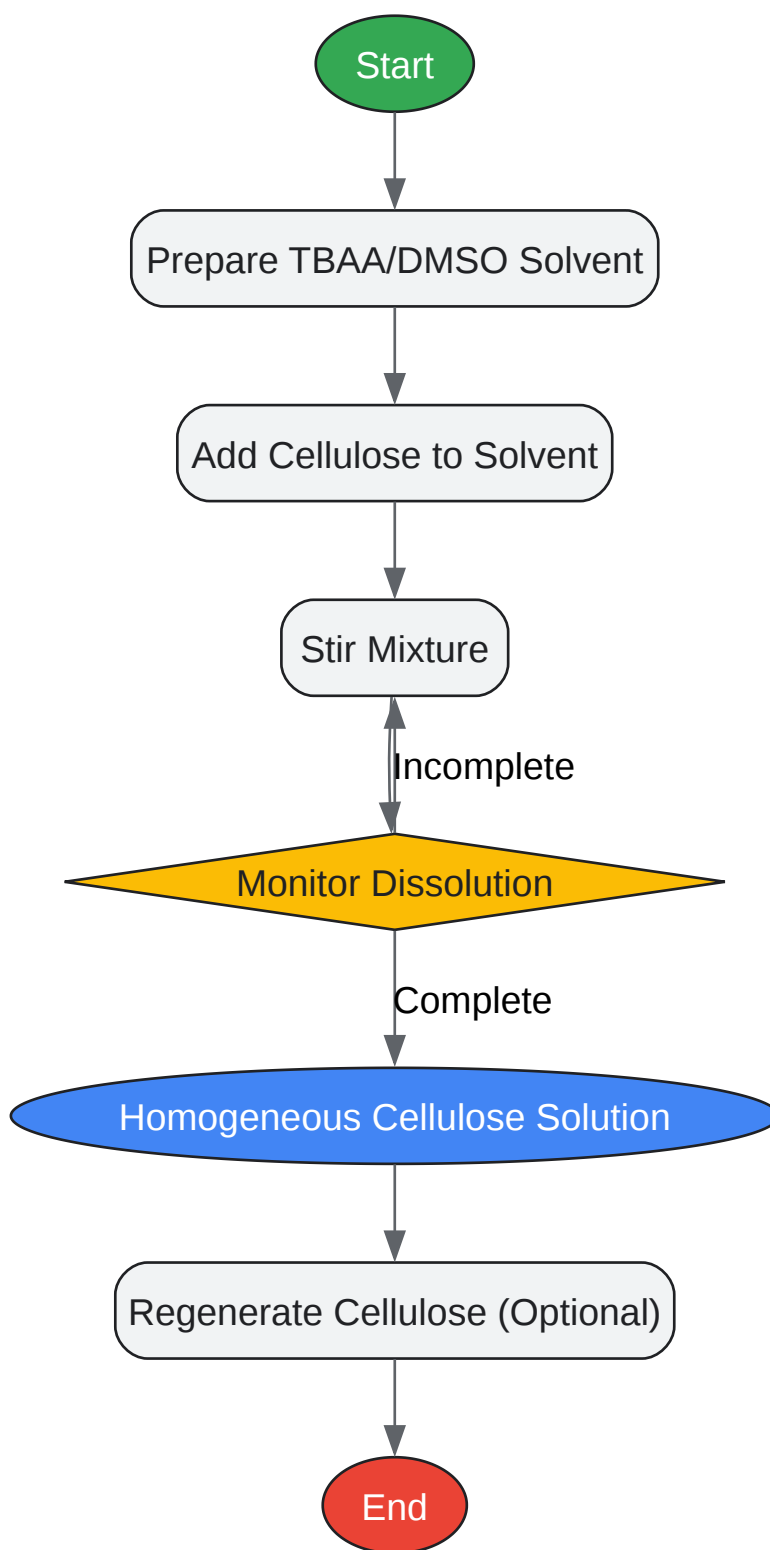 Start
Prepare TBAA/DMSO Solvent
Add Cellulose to Solvent
Stir Mixture
Incomplete
Monitor Dissolution
Complete
Homogeneous Cellulose Solution
Regenerate Cellulose (Optional)
End